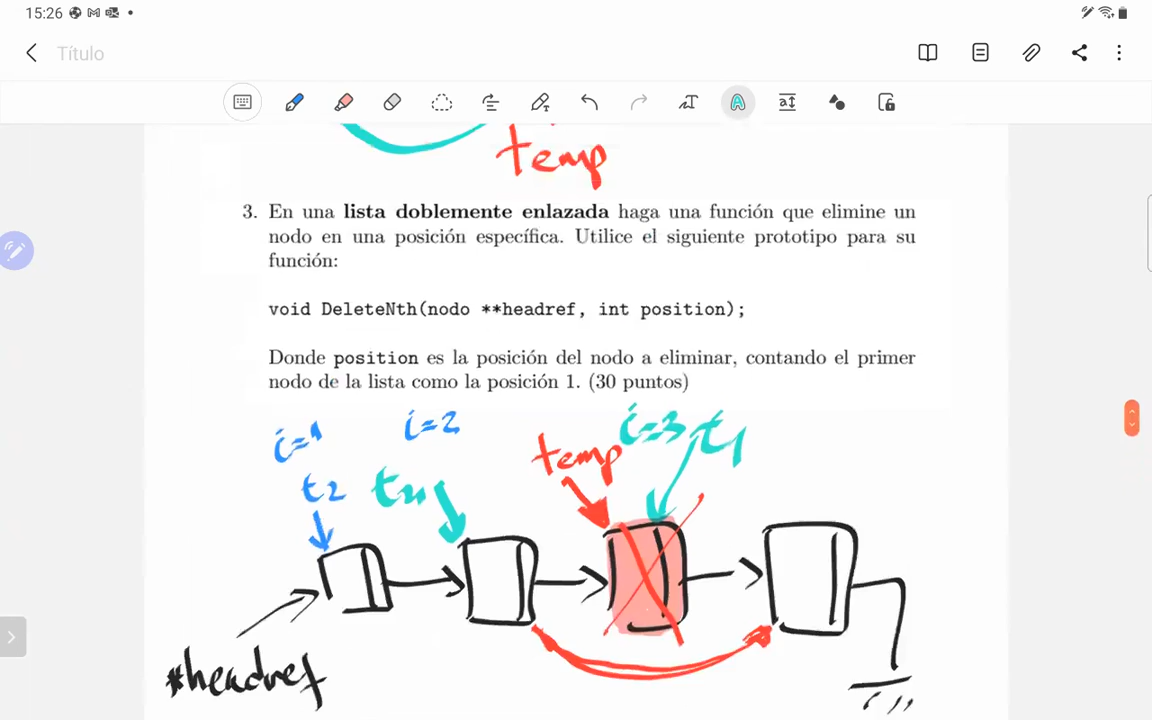 15:26
Título
temp
3. En una lista doblemente enlazada haga una función que elimine un
nodo en una posición específica. Utilice el siguiente prototipo para su
función:
void DeleteNth(nodo **headref, int position);
Donde position es la posición del nodo a eliminar, contando el primer
nodo de la lista como la posición 1. (30 puntos)
i=1 i=2 i=3 t1
temp
t2
*headref